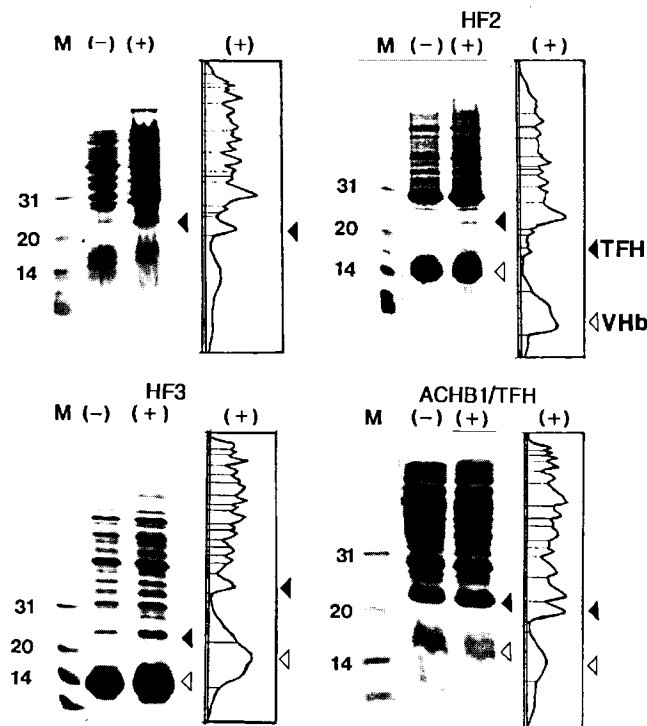 M (-) (+) (+)
31
20
14
HF2
M (-) (+) (+)
31
20
14
◀TFH
◁VHb
HF3
M (-) (+) (+)
31
20
14
ACHB1/TFH
M (-) (+) (+)
31
20
14